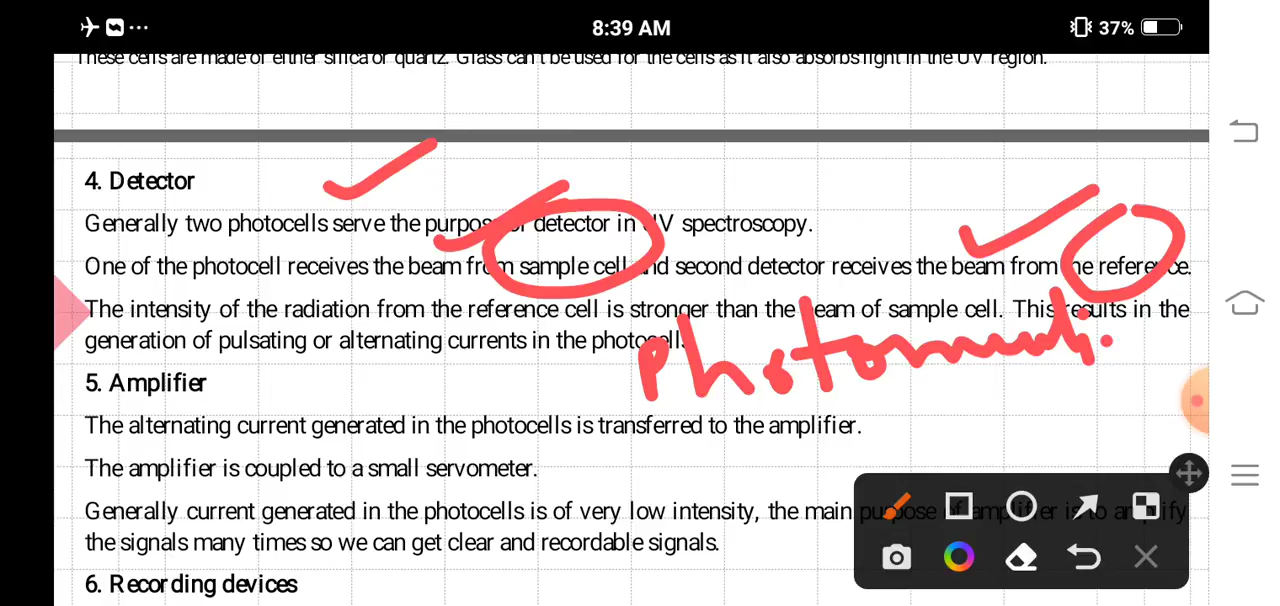 8:39 AM
37%
These cells are made of either silica or quartz. Glass can't be used for the cells as it also absorbs light in the UV region.
4. Detector
Generally two photocells serve the purpose of detector in UV spectroscopy.
One of the photocell receives the beam from sample cell and second detector receives the beam from the reference.
The intensity of the radiation from the reference cell is stronger than the beam of sample cell. This results in the
generation of pulsating or alternating currents in the photocells.
Photomul
5. Amplifier
The alternating current generated in the photocells is transferred to the amplifier.
The amplifier is coupled to a small servometer.
Generally current generated in the photocells is of very low intensity, the main purpose of amplifier is to amplify
the signals many times so we can get clear and recordable signals.
6. Recording devices